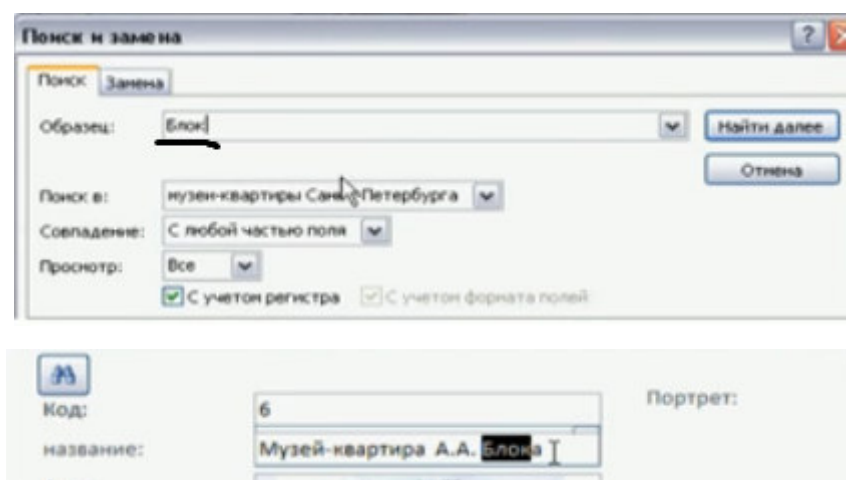 Поиск и замена
Поиск Замена
Образец: Блок Найти далее
Отмена
Поиск в: музеи-квартиры Санкт-Петербурга
Совпадение: С любой частью поля
Просмотр: Все
С учетом регистра С учетом формата полей
Код: 6 Портрет:
название: Музей-квартира А.А. Блока